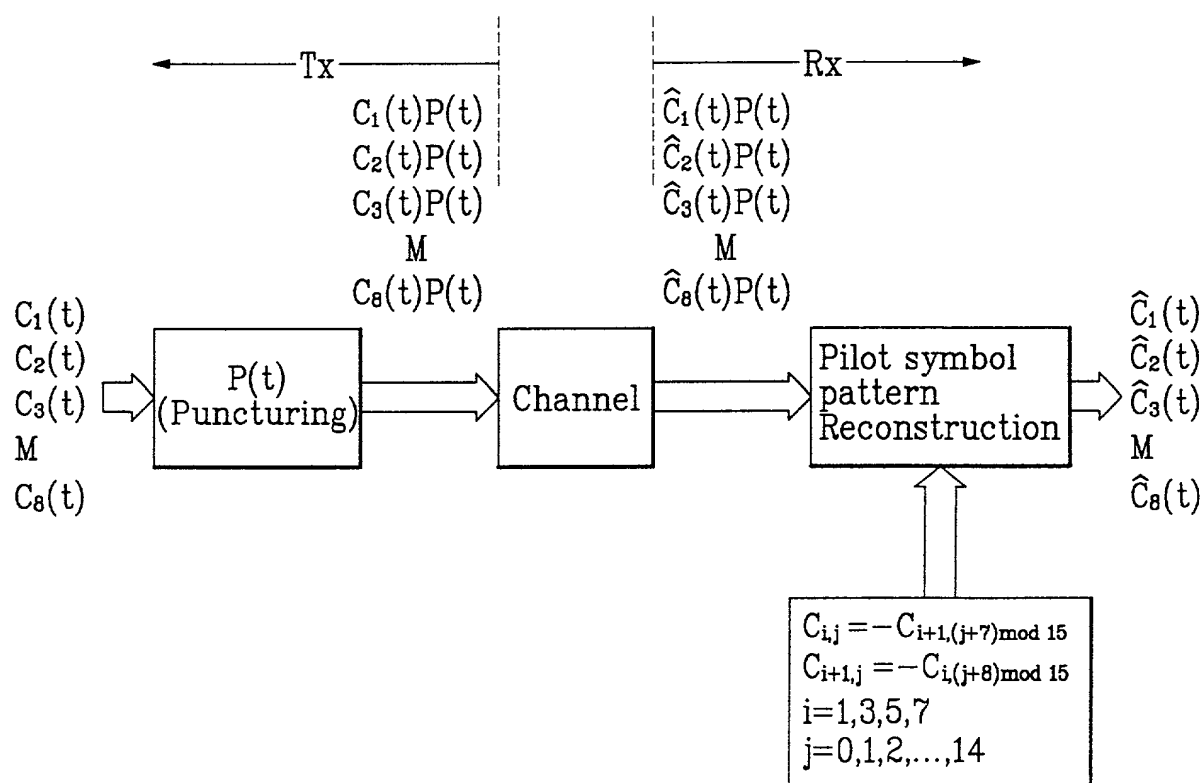 Tx
Rx
C₁(t)P(t)
C₂(t)P(t)
C₃(t)P(t)
M
C₈(t)P(t)
Ĉ₁(t)P(t)
Ĉ₂(t)P(t)
Ĉ₃(t)P(t)
M
Ĉ₈(t)P(t)
C₁(t)
C₂(t)
C₃(t)
M
C₈(t)
P(t)
(Puncturing)
Channel
Pilot symbol
pattern
Reconstruction
Ĉ₁(t)
Ĉ₂(t)
Ĉ₃(t)
M
Ĉ₈(t)
C_{i,j} =−C_{i+1,(j+7)mod 15}
C_{i+1,j} =−C_{i,(j+8)mod 15}
i=1,3,5,7
j=0,1,2,...,14